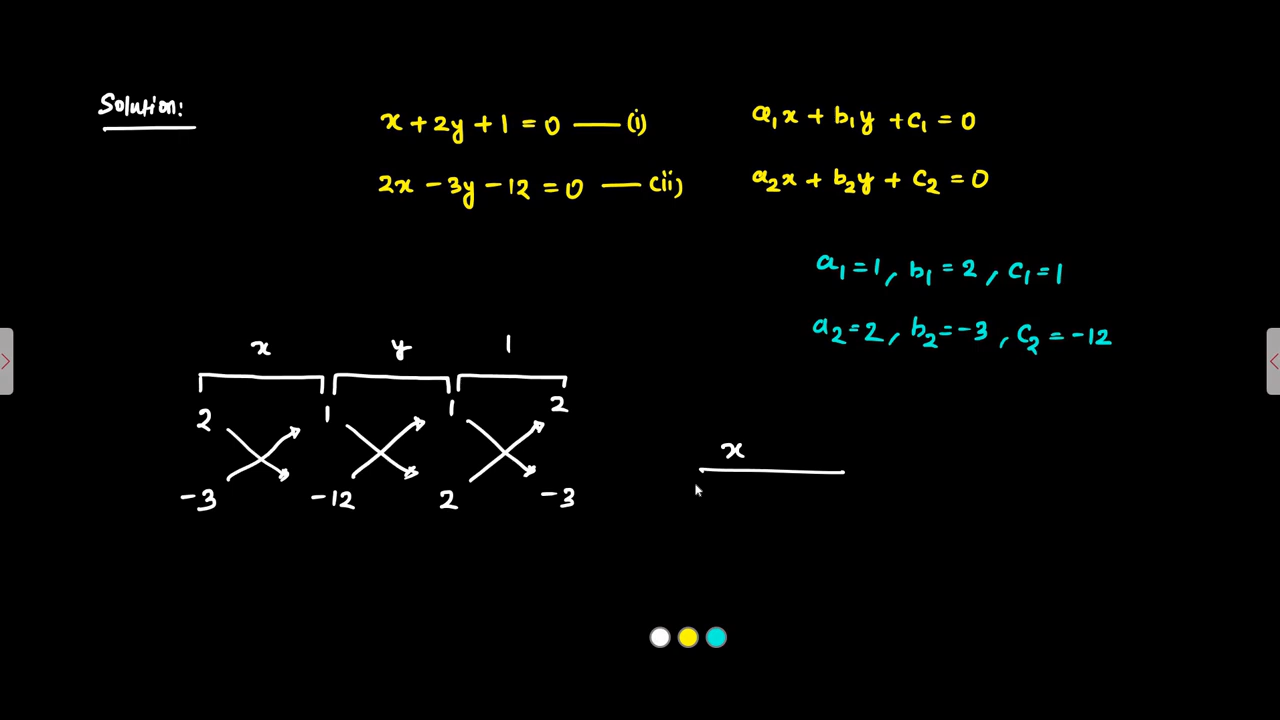 Solution:
x + 2y + 1 = 0 —— (i)
a₁x + b₁y + c₁ = 0
2x - 3y - 12 = 0 —— (ii)
a₂x + b₂y + c₂ = 0
a₁ = 1, b₁ = 2, c₁ = 1
a₂ = 2, b₂ = -3, c₂ = -12
x y 1
2 1 1 2
-3 -12 2 -3
x